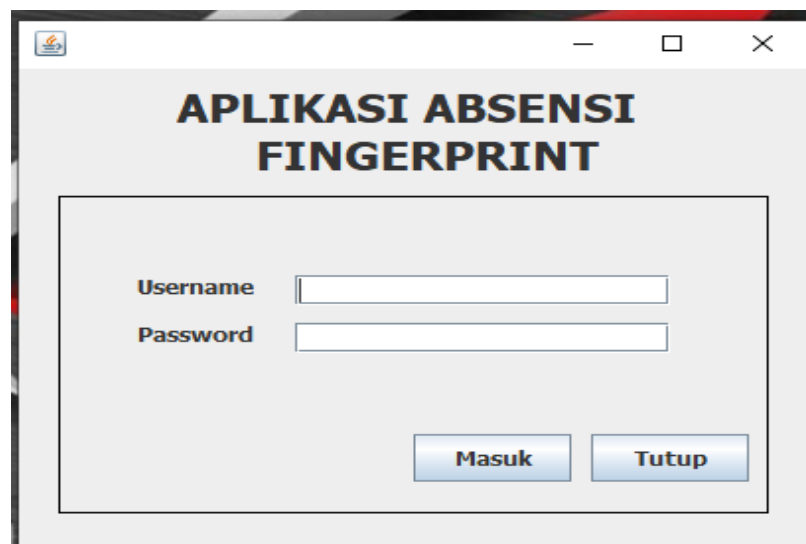 APLIKASI ABSENSI
FINGERPRINT
Username
Password
Masuk Tutup